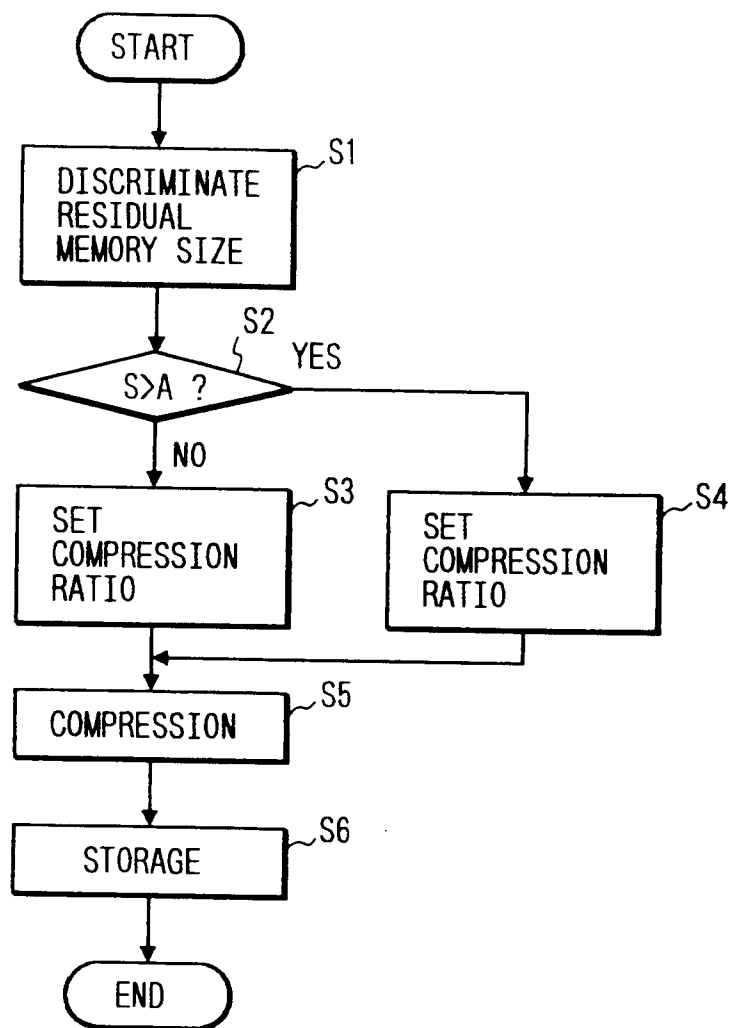 START
S1
DISCRIMINATE
RESIDUAL
MEMORY SIZE
S2
YES
S>A ?
NO
S3
SET
COMPRESSION
RATIO
S4
SET
COMPRESSION
RATIO
S5
COMPRESSION
S6
STORAGE
END